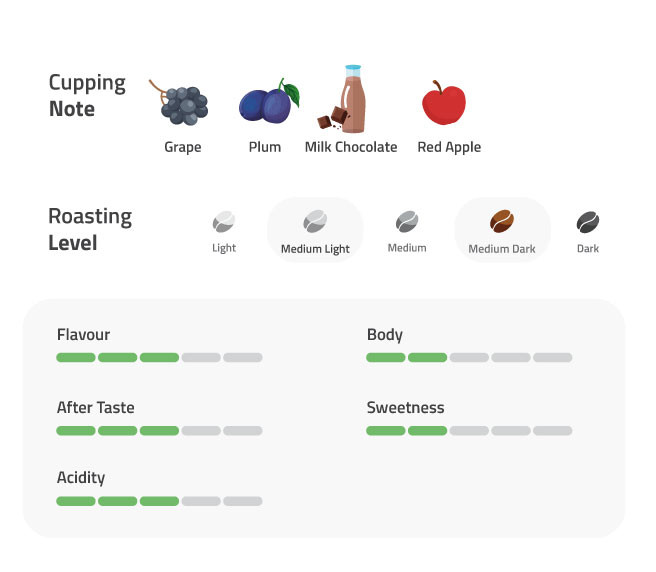 Cupping
Note
Grape
Plum
Milk Chocolate
Red Apple
Roasting
Level
Light
Medium Light
Medium
Medium Dark
Dark
Flavour
Body
After Taste
Sweetness
Acidity